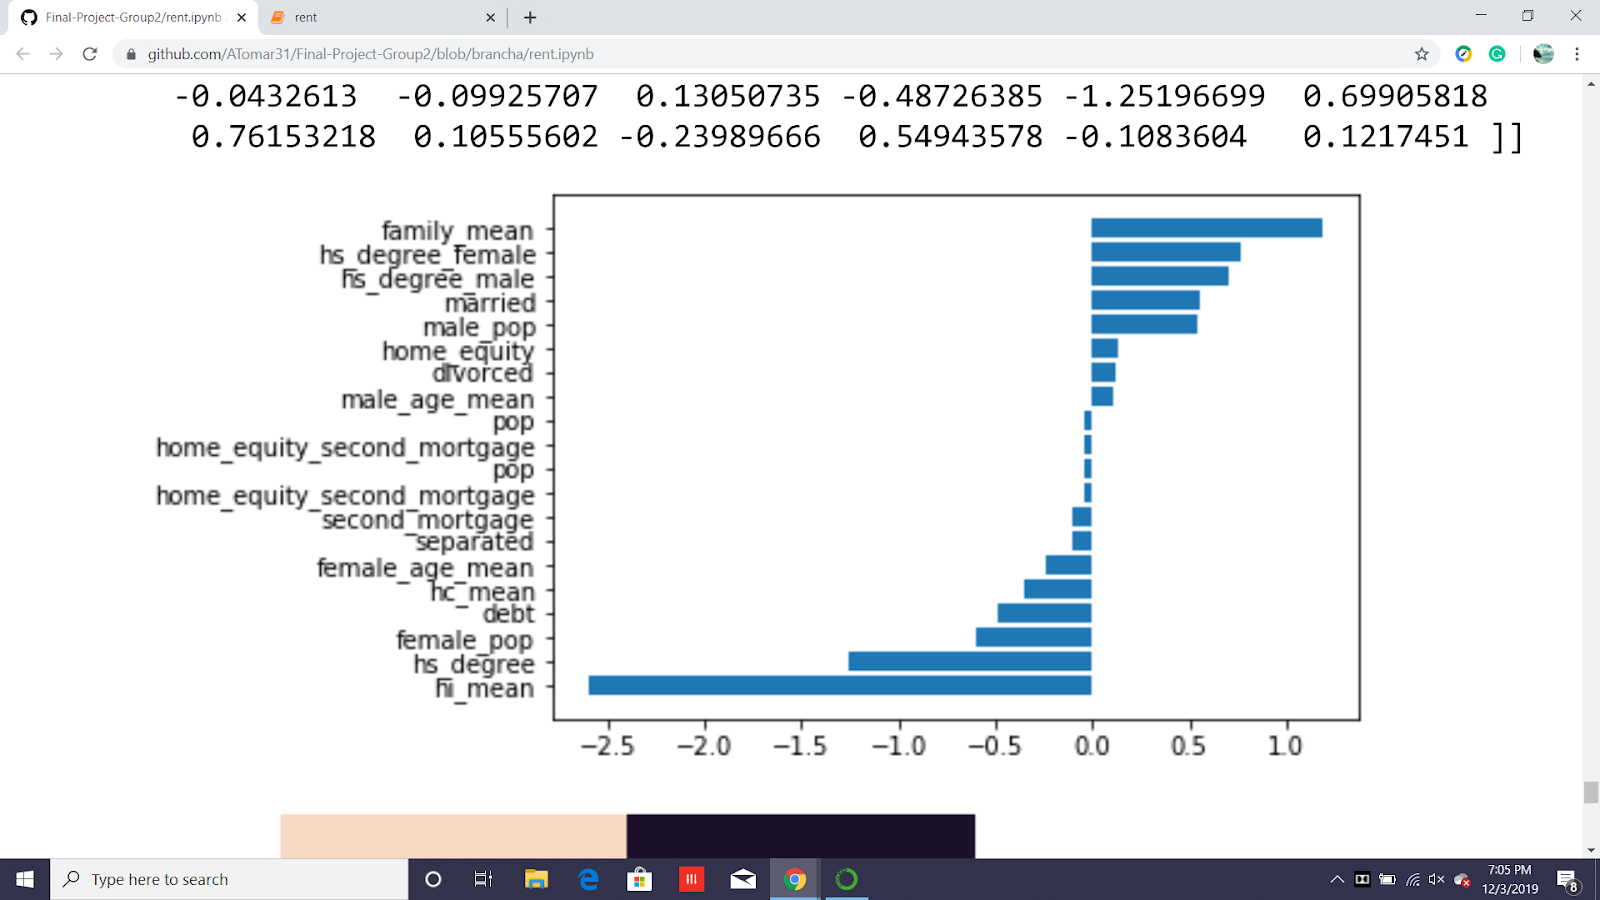 Final-Project-Group2/rent.ipynb
rent
github.com/ATomar31/Final-Project-Group2/blob/brancha/rent.ipynb
-0.0432613 -0.09925707 0.13050735 -0.48726385 -1.25196699 0.69905818
0.76153218 0.10555602 -0.23989666 0.54943578 -0.1083604 0.1217451 ]]
family_mean
hs_degree_female
hs_degree_male
married
male_pop
home_equity
divorced
male_age_mean
pop
home_equity_second_mortgage
pop
home_equity_second_mortgage
second_mortgage
separated
female_age_mean
hc_mean
debt
female_pop
hs_degree
hi_mean
−2.5 −2.0 −1.5 −1.0 −0.5 0.0 0.5 1.0
Type here to search
7:05 PM
12/3/2019
8